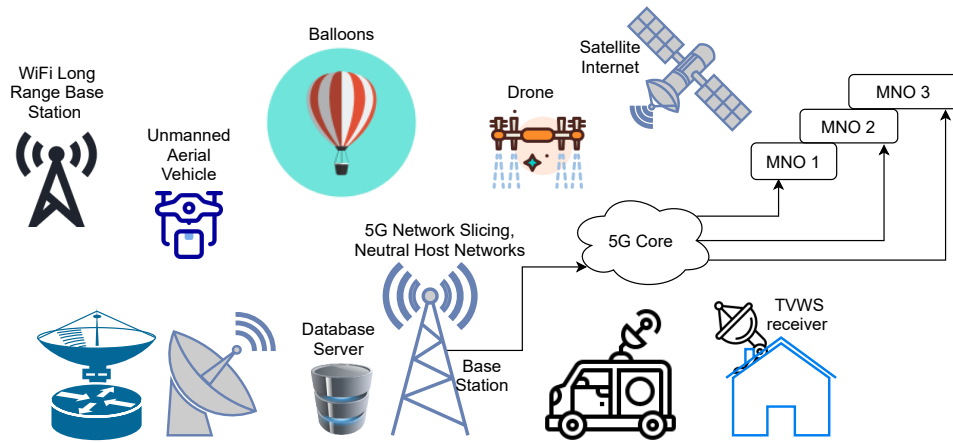 Balloons
Satellite
Internet
WiFi Long
Range Base
Station
Drone
MNO 3
MNO 2
MNO 1
Unmanned
Aerial
Vehicle
5G Network Slicing,
Neutral Host Networks
5G Core
Database
Server
Base
Station
TVWS
receiver